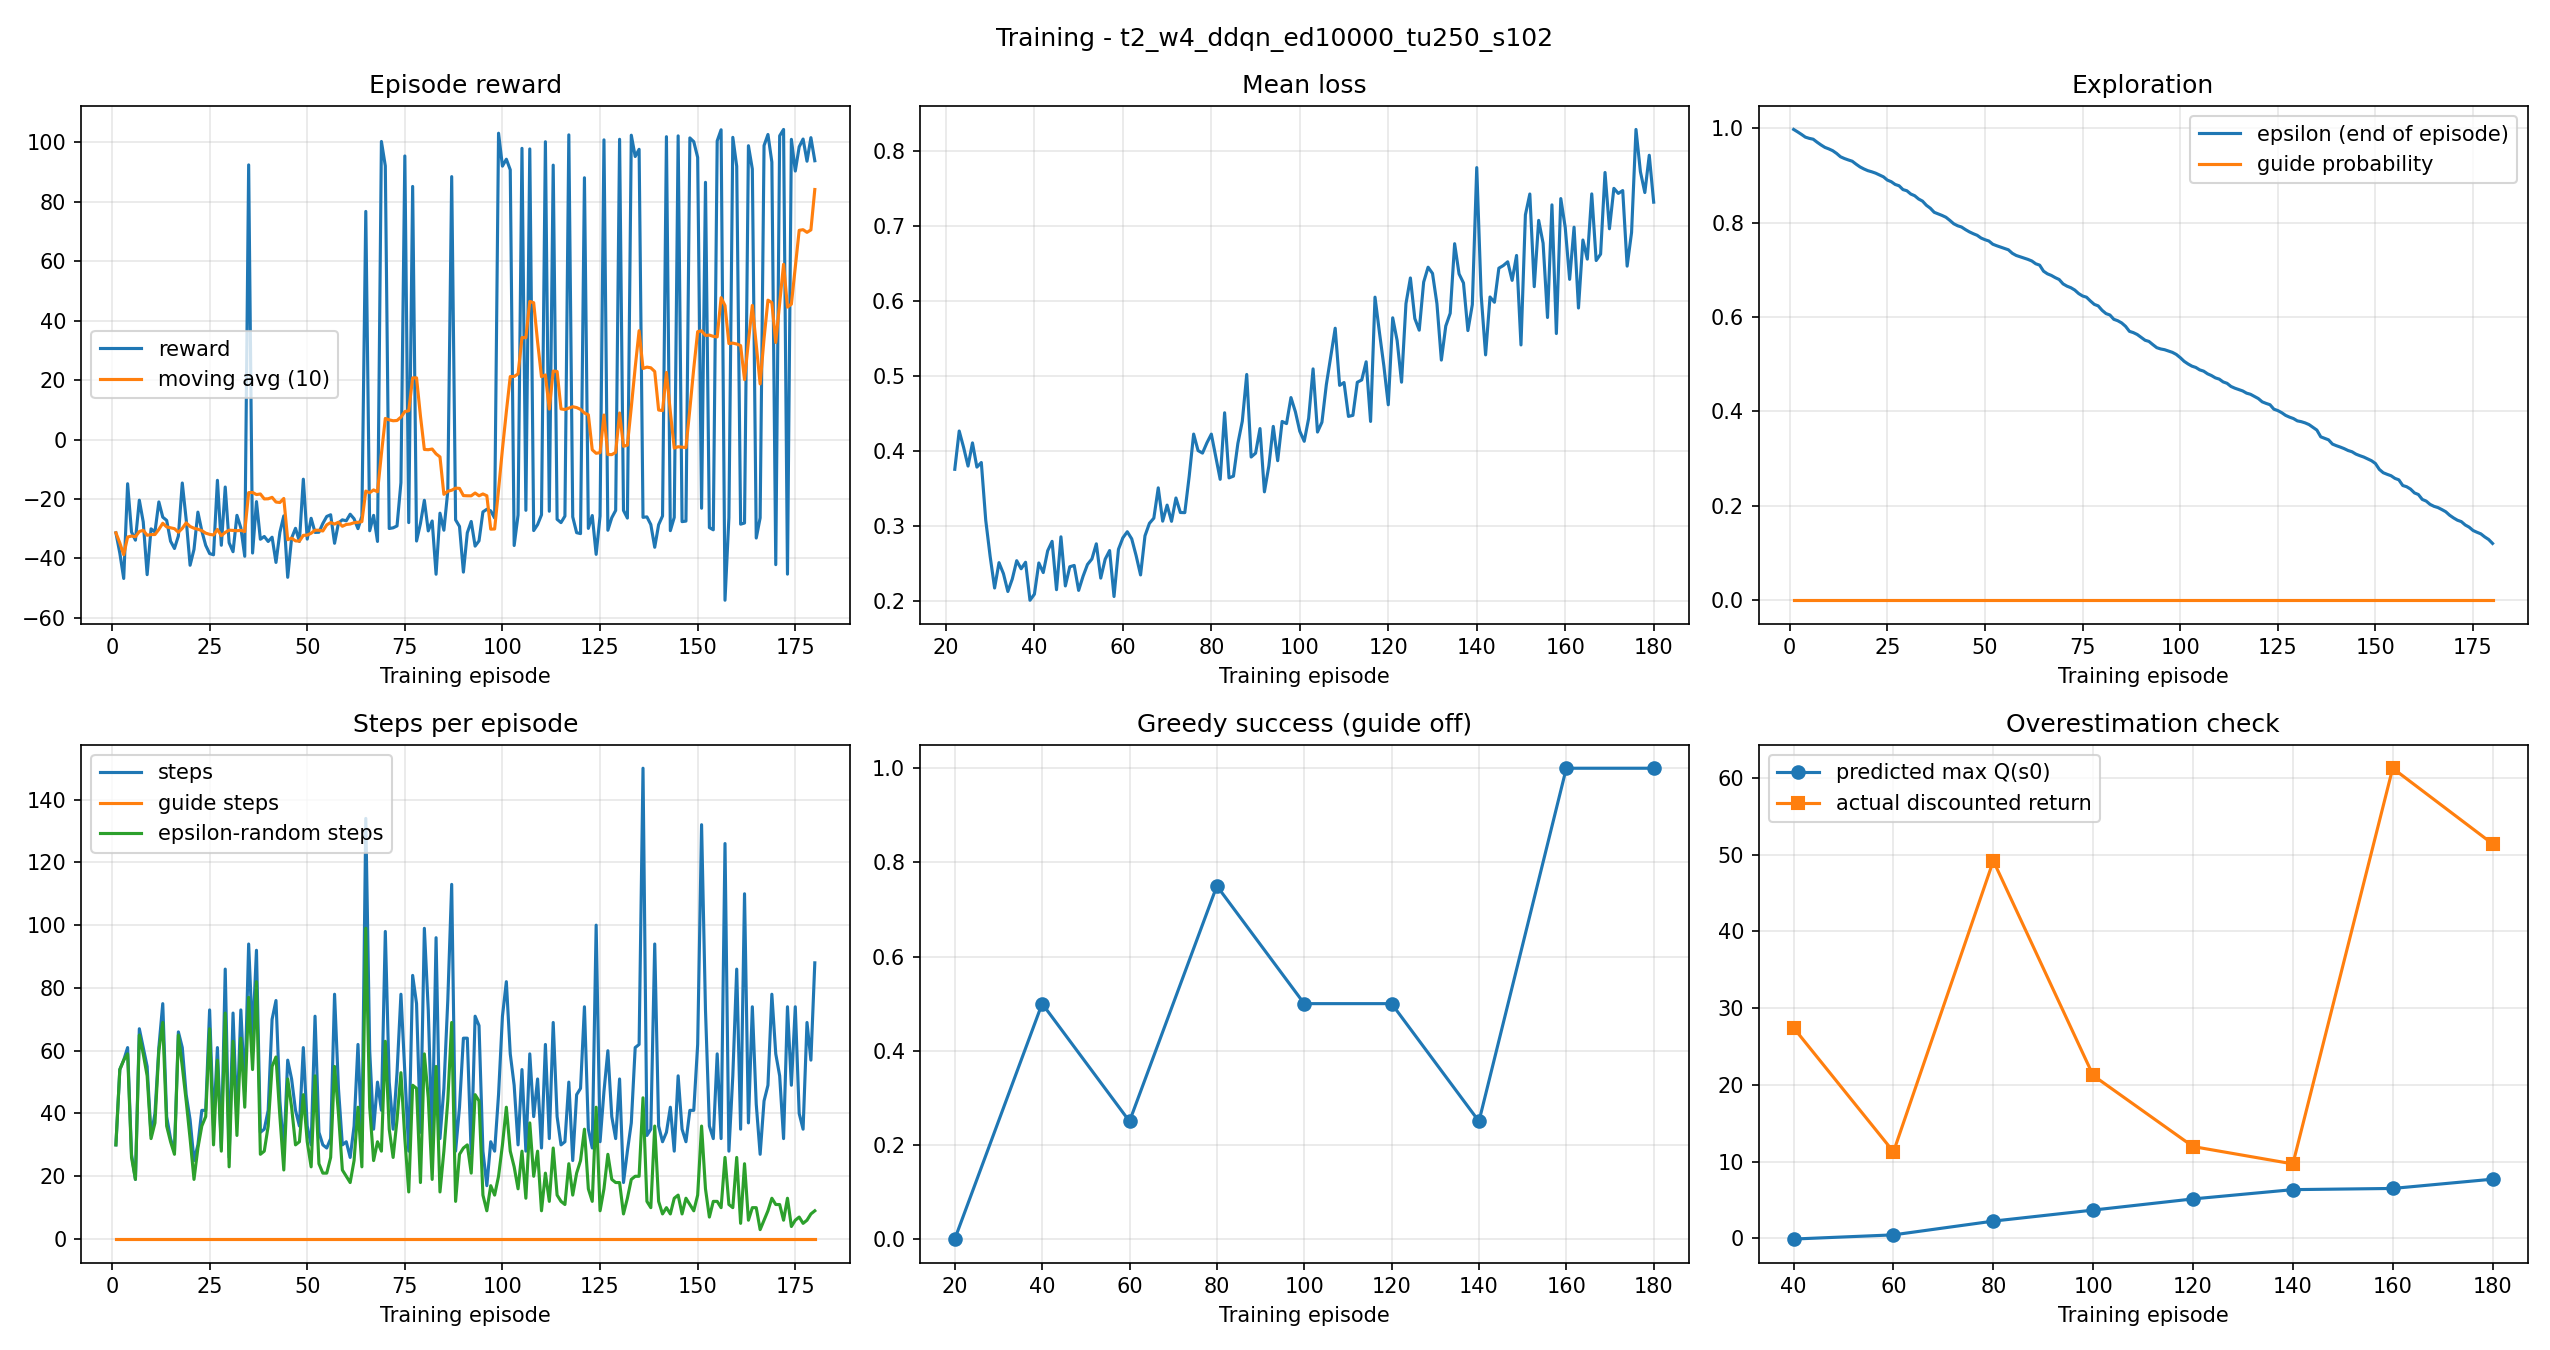 Training - t2_w4_ddqn_ed10000_tu250_s102
Episode reward
100
80
60
40
20
0
−20
−40
−60
reward
moving avg (10)
0 25 50 75 100 125 150 175
Training episode
Mean loss
0.8
0.7
0.6
0.5
0.4
0.3
0.2
20 40 60 80 100 120 140 160 180
Training episode
Exploration
1.0
0.8
0.6
0.4
0.2
0.0
epsilon (end of episode)
guide probability
0 25 50 75 100 125 150 175
Training episode
Steps per episode
140
120
100
80
60
40
20
0
steps
guide steps
epsilon-random steps
0 25 50 75 100 125 150 175
Training episode
Greedy success (guide off)
1.0
0.8
0.6
0.4
0.2
0.0
20 40 60 80 100 120 140 160 180
Training episode
Overestimation check
60
50
40
30
20
10
0
predicted max Q(s0)
actual discounted return
40 60 80 100 120 140 160 180
Training episode